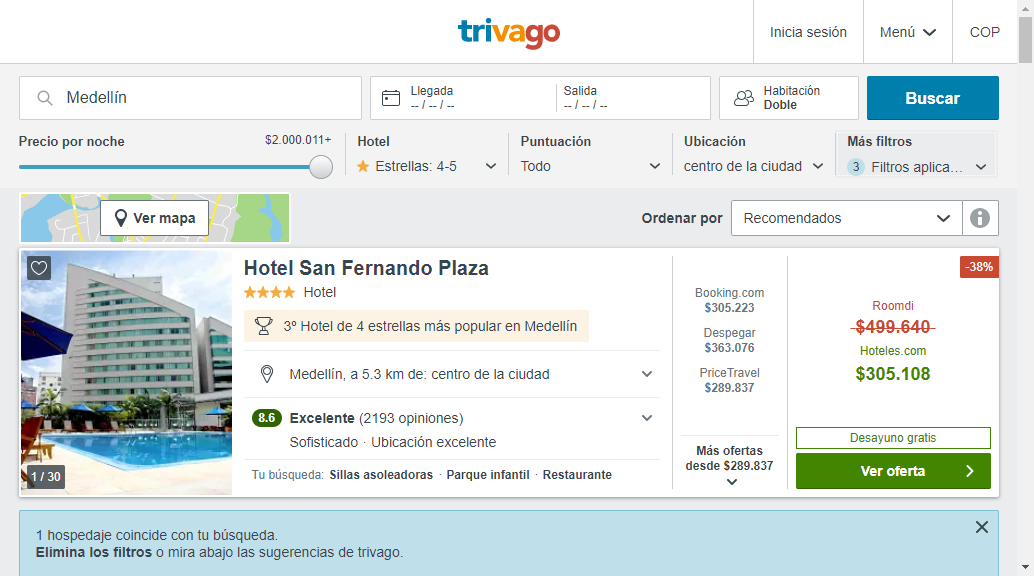 trivago
Inicia sesión
Menú
COP
Medellín
Llegada
-- / -- / --
Salida
-- / -- / --
Habitación
Doble
Buscar
Precio por noche
$2.000.011+
Hotel
Estrellas: 4-5
Puntuación
Todo
Ubicación
centro de la ciudad
Más filtros
3 Filtros aplica...
Ver mapa
Ordenar por
Recomendados
Hotel San Fernando Plaza
Hotel
3º Hotel de 4 estrellas más popular en Medellín
Medellín, a 5.3 km de: centro de la ciudad
8.6 Excelente (2193 opiniones)
Sofisticado · Ubicación excelente
Tu búsqueda: Sillas asoleadoras · Parque infantil · Restaurante
1 / 30
Booking.com
$305.223
Despegar
$363.076
PriceTravel
$289.837
Más ofertas
desde $289.837
-38%
Roomdi
$499.640
Hoteles.com
$305.108
Desayuno gratis
Ver oferta
1 hospedaje coincide con tu búsqueda.
Elimina los filtros o mira abajo las sugerencias de trivago.